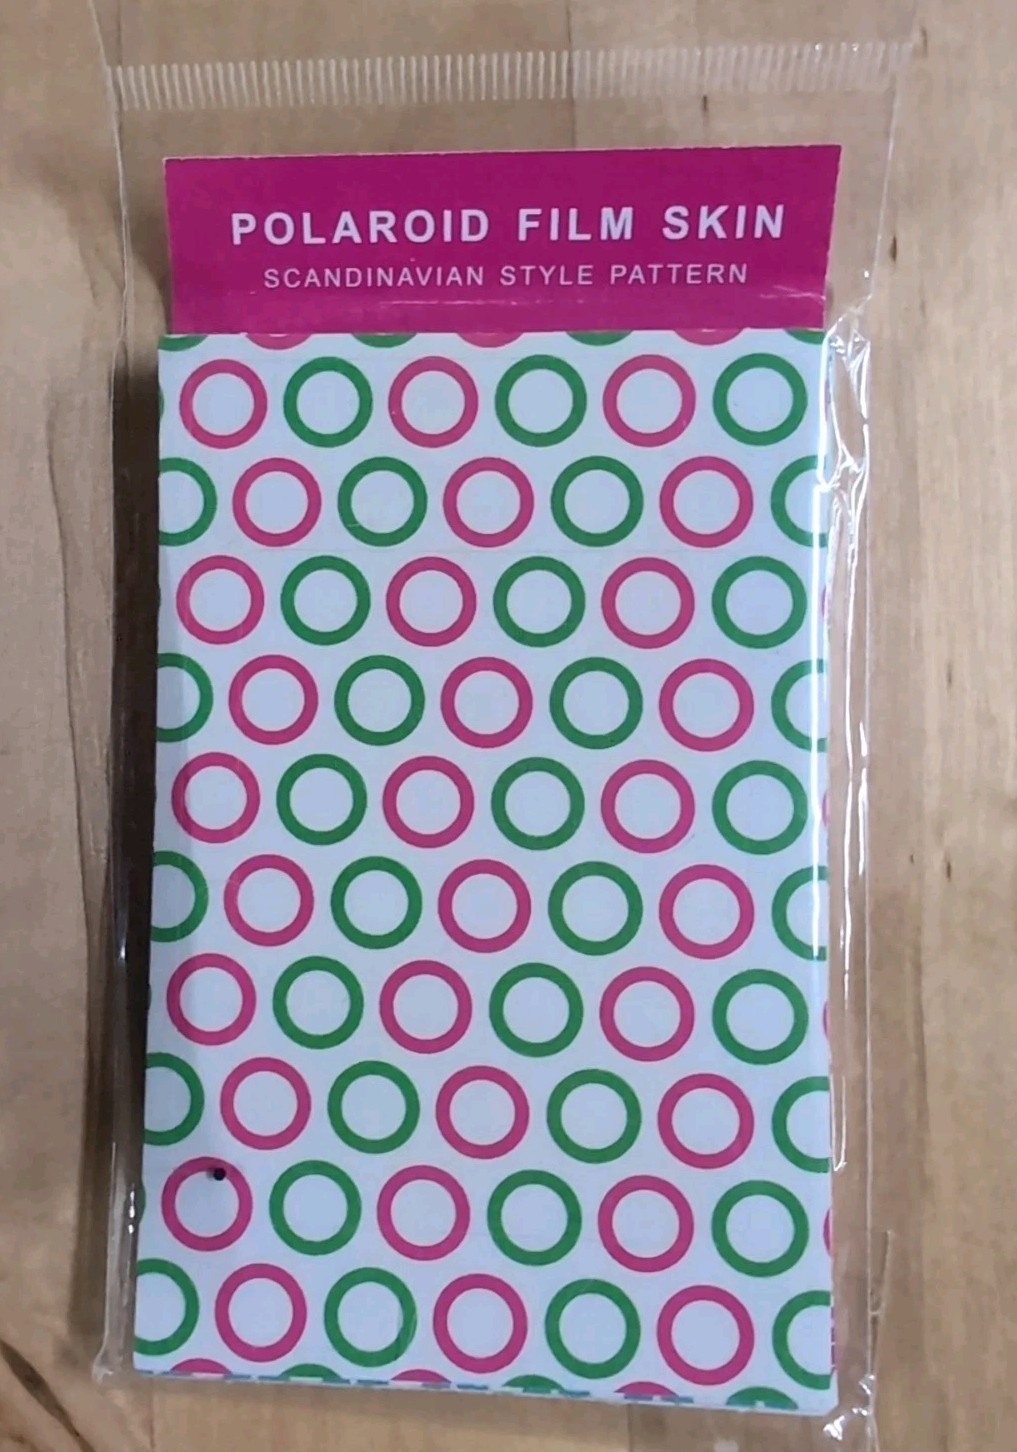 POLAROID FILM SKIN
SCANDINAVIAN STYLE PATTERN